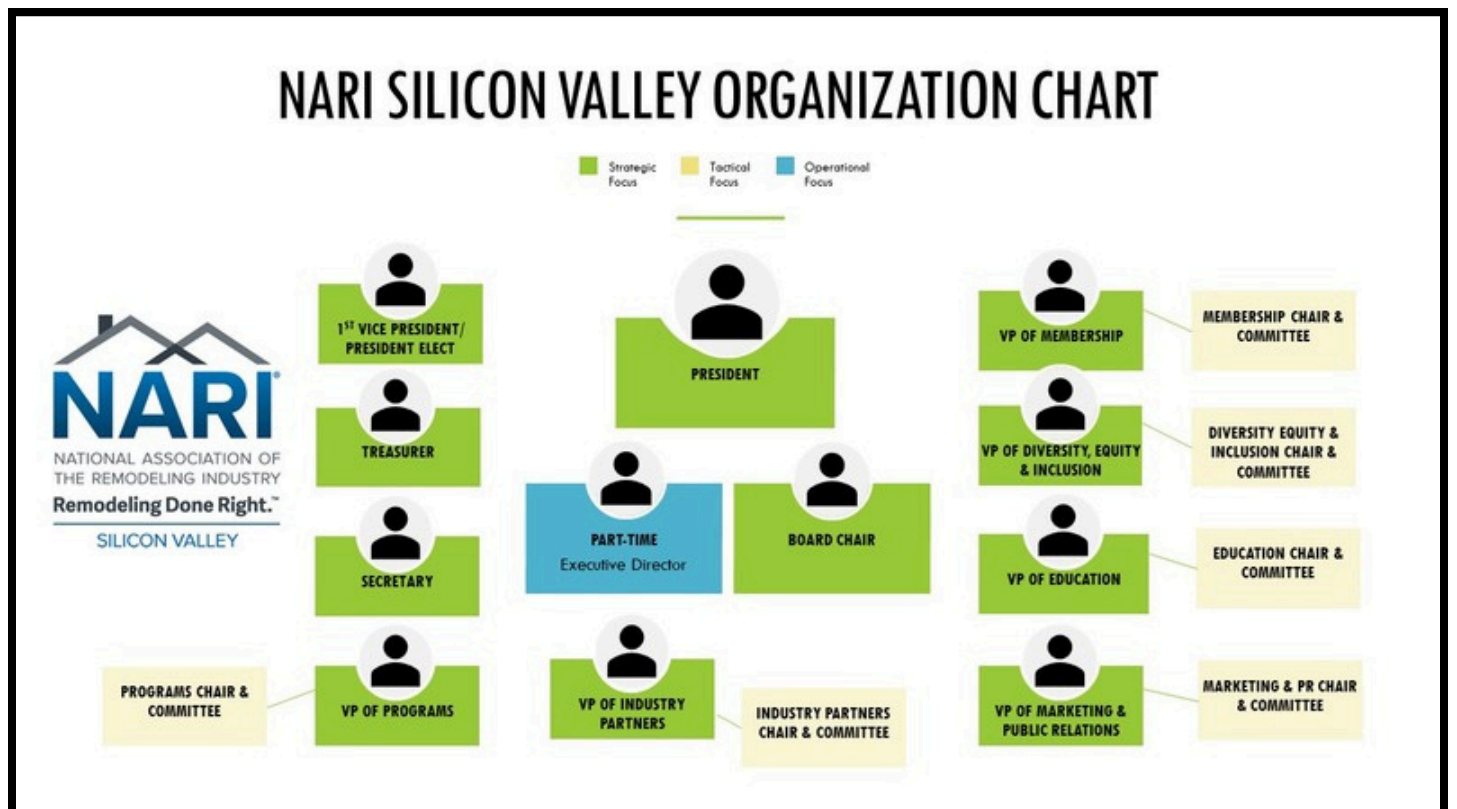 NARI SILICON VALLEY ORGANIZATION CHART
Strategic
Focus
Tactical
Focus
Operational
Focus
NARI®
NATIONAL ASSOCIATION OF
THE REMODELING INDUSTRY
Remodeling Done Right.™
SILICON VALLEY
1ST VICE PRESIDENT/
PRESIDENT ELECT
TREASURER
SECRETARY
PROGRAMS CHAIR &
COMMITTEE
VP OF PROGRAMS
PRESIDENT
PART-TIME
Executive Director
BOARD CHAIR
VP OF INDUSTRY
PARTNERS
INDUSTRY PARTNERS
CHAIR & COMMITTEE
VP OF MEMBERSHIP
MEMBERSHIP CHAIR &
COMMITTEE
VP OF DIVERSITY, EQUITY
& INCLUSION
DIVERSITY EQUITY &
INCLUSION CHAIR &
COMMITTEE
VP OF EDUCATION
EDUCATION CHAIR &
COMMITTEE
VP OF MARKETING &
PUBLIC RELATIONS
MARKETING & PR CHAIR
& COMMITTEE